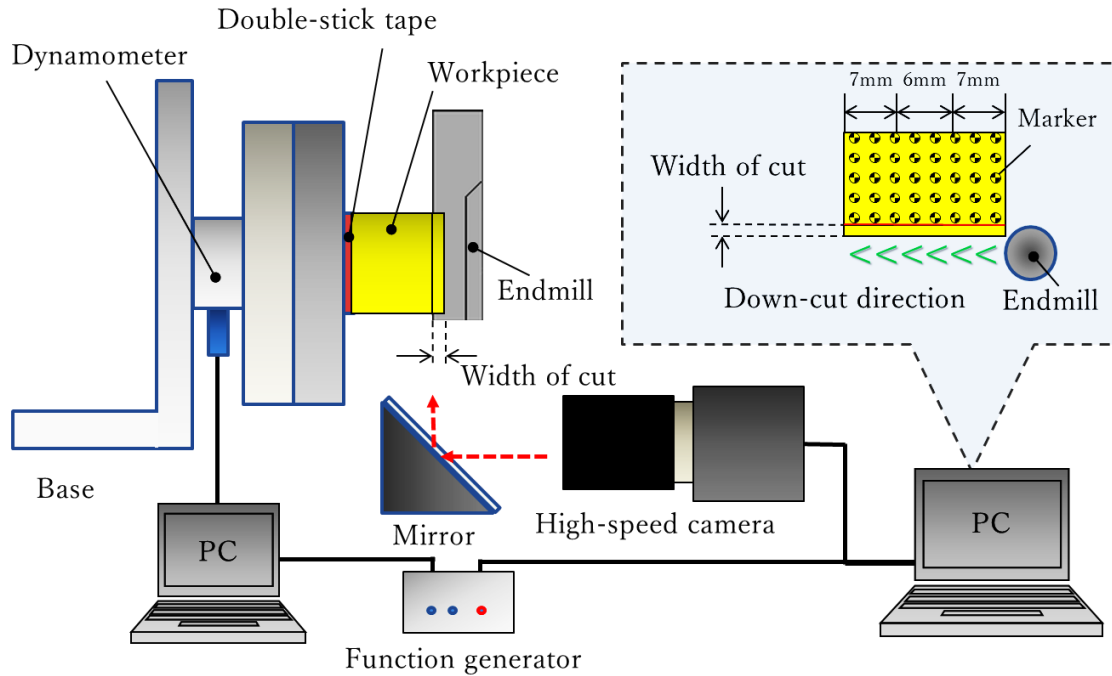 Double-stick tape
Dynamometer
Workpiece
7mm 6mm 7mm
Marker
Width of cut
Endmill
Down-cut direction
Endmill
Width of cut
Base
Mirror
High-speed camera
PC
PC
Function generator